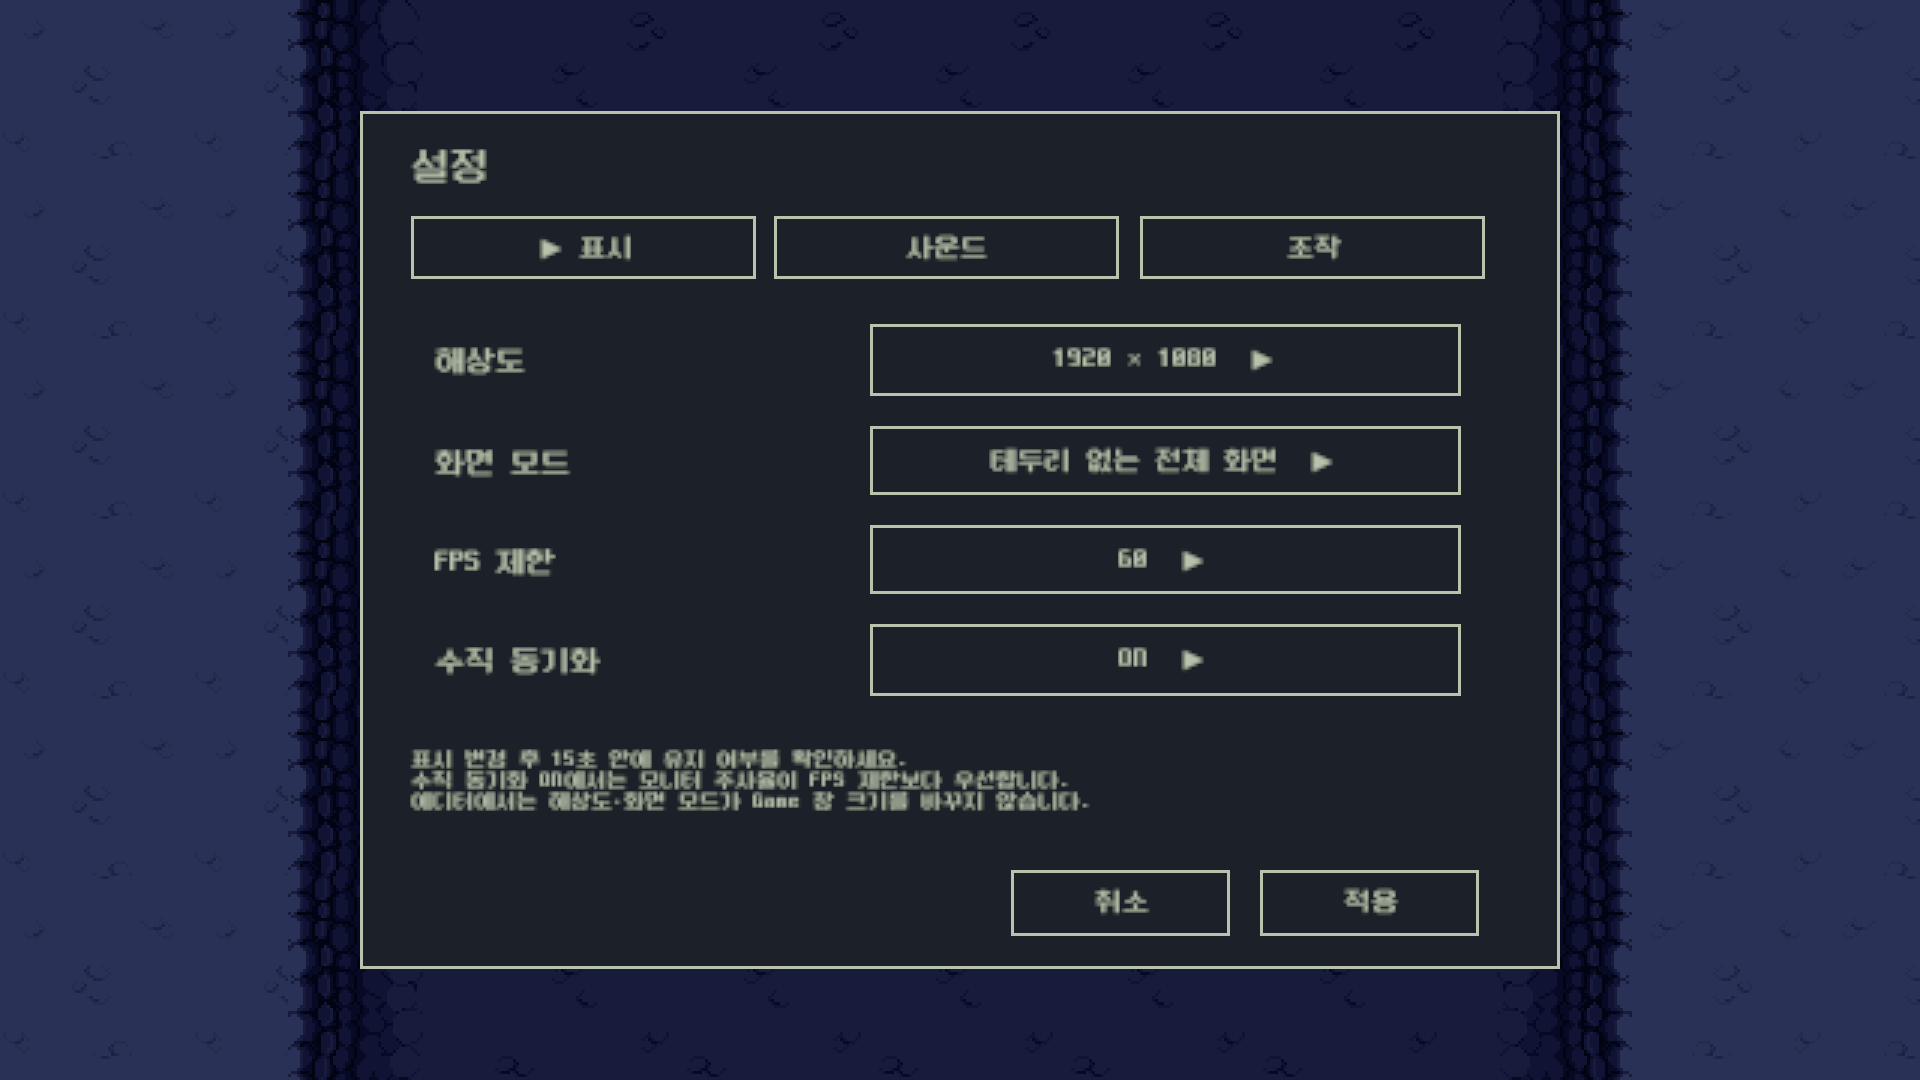 설정
▶ 표시
사운드
조작
해상도
1920 × 1080 ▶
화면 모드
테두리 없는 전체 화면 ▶
FPS 제한
60 ▶
수직 동기화
ON ▶
표시 변경 후 15초 안에 유지 여부를 확인하세요.
수직 동기화 ON에서는 모니터 주사율이 FPS 제한보다 우선합니다.
에디터에서는 해상도·화면 모드가 Game 창 크기를 바꾸지 않습니다.
취소
적용